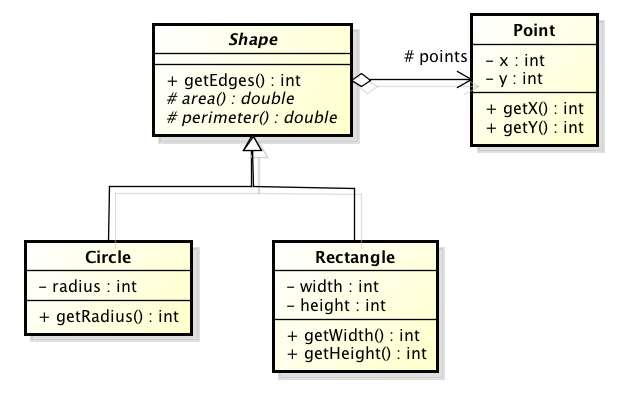 Shape
+ getEdges() : int
# area() : double
# perimeter() : double
# points
Point
– x : int
– y : int
+ getX() : int
+ getY() : int
Circle
– radius : int
+ getRadius() : int
Rectangle
– width : int
– height : int
+ getWidth() : int
+ getHeight() : int